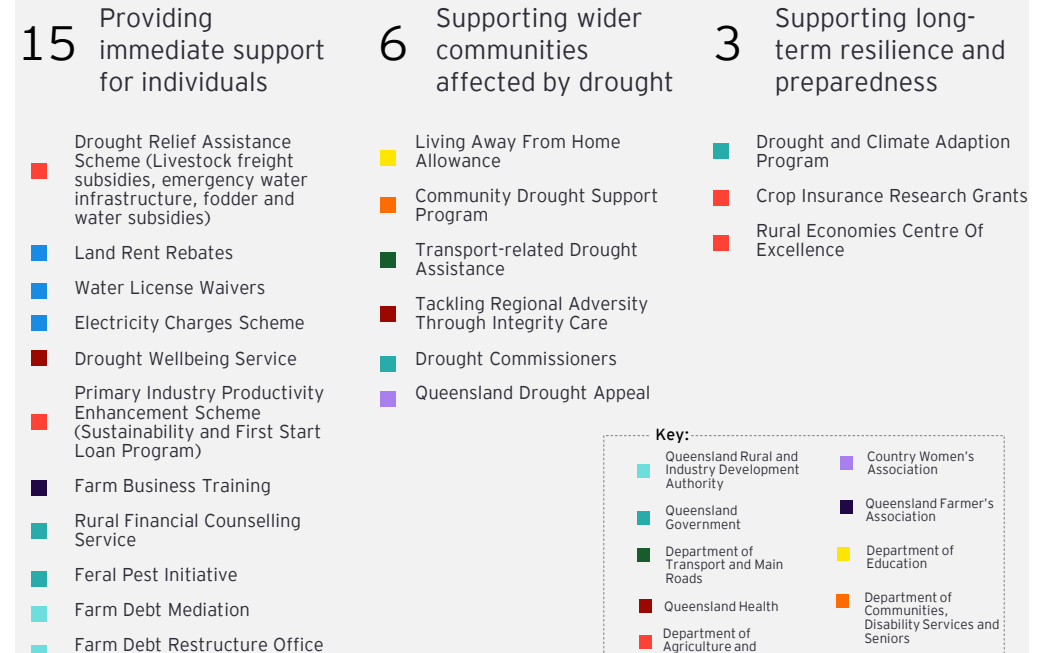 15
Providing
immediate support
for individuals
Drought Relief Assistance
Scheme (Livestock freight
subsidies, emergency water
infrastructure, fodder and
water subsidies)
Land Rent Rebates
Water License Waivers
Electricity Charges Scheme
Drought Wellbeing Service
Primary Industry Productivity
Enhancement Scheme
(Sustainability and First Start
Loan Program)
Farm Business Training
Rural Financial Counselling
Service
Feral Pest Initiative
Farm Debt Mediation
Farm Debt Restructure Office
6
Supporting wider
communities
affected by drought
Living Away From Home
Allowance
Community Drought Support
Program
Transport-related Drought
Assistance
Tackling Regional Adversity
Through Integrity Care
Drought Commissioners
Queensland Drought Appeal
3
Supporting long-
term resilience and
preparedness
Drought and Climate Adaption
Program
Crop Insurance Research Grants
Rural Economies Centre Of
Excellence
Key:
Queensland Rural and
Industry Development
Authority
Queensland
Government
Department of
Transport and Main
Roads
Queensland Health
Department of
Agriculture and
Country Women's
Association
Queensland Farmer's
Association
Department of
Education
Department of
Communities,
Disability Services and
Seniors